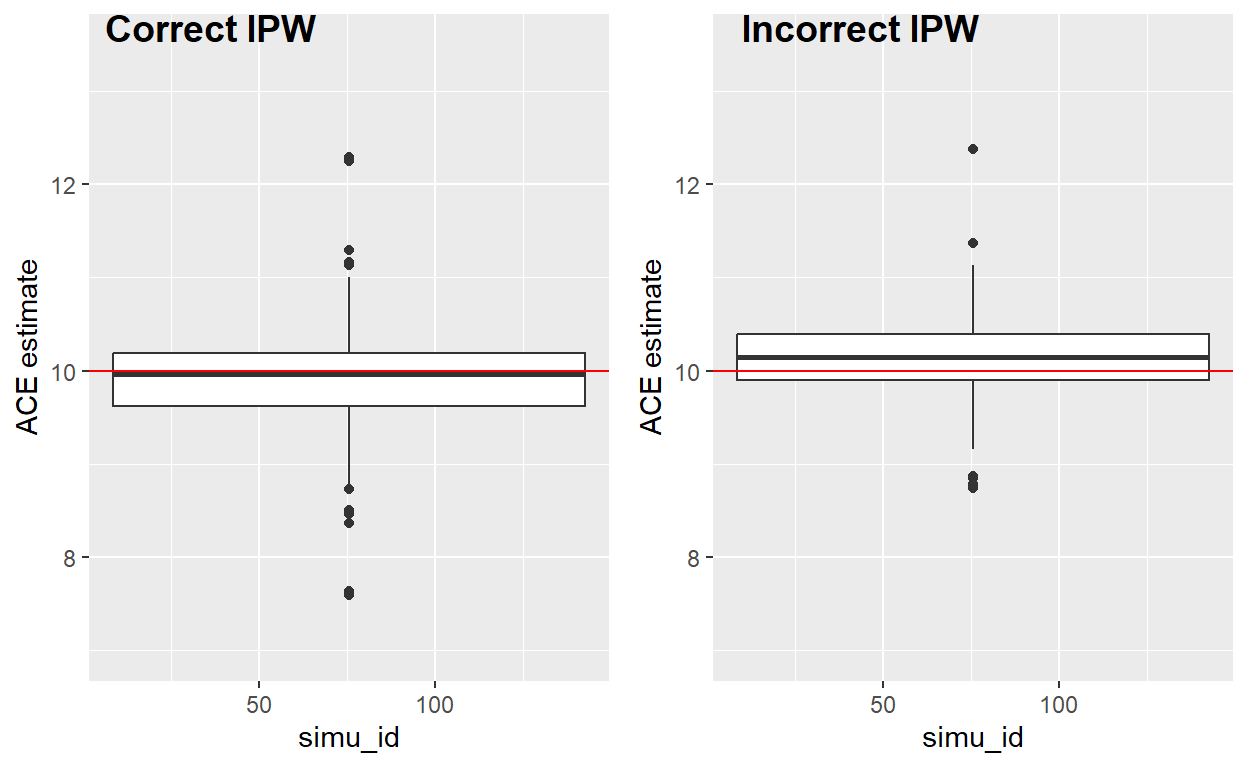 Correct IPW
ACE estimate
12
10
8
50 100
simu_id
Incorrect IPW
ACE estimate
12
10
8
50 100
simu_id